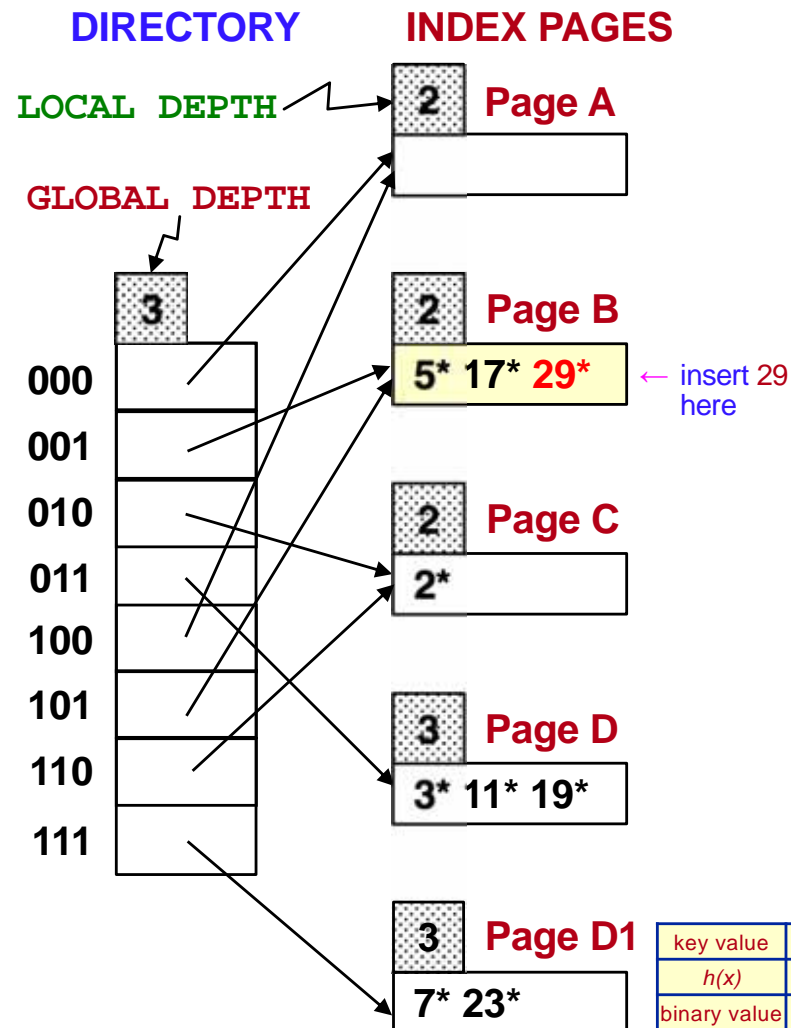 DIRECTORY INDEX PAGES
LOCAL DEPTH 2 Page A
GLOBAL DEPTH
3
2 Page B
5* 17* 29* ← insert 29
here
000
001
010
011
100
101
110
111
2 Page C
2*
3 Page D
3* 11* 19*
3 Page D1
7* 23*
key value
h(x)
binary value